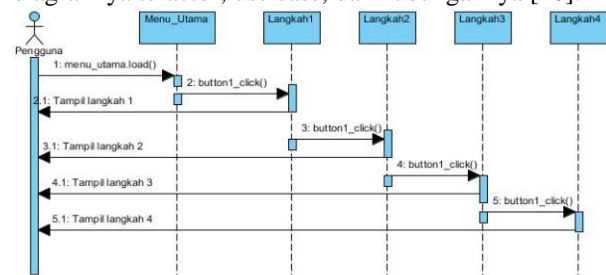 Menu_Utama Langkah1 Langkah2 Langkah3 Langkah4
Pengguna
1: menu_utama.load()
2: button1_click()
2.1: Tampil langkah 1
3: button1_click()
3.1: Tampil langkah 2
4: button1_click()
4.1: Tampil langkah 3
5: button1_click()
5.1: Tampil langkah 4